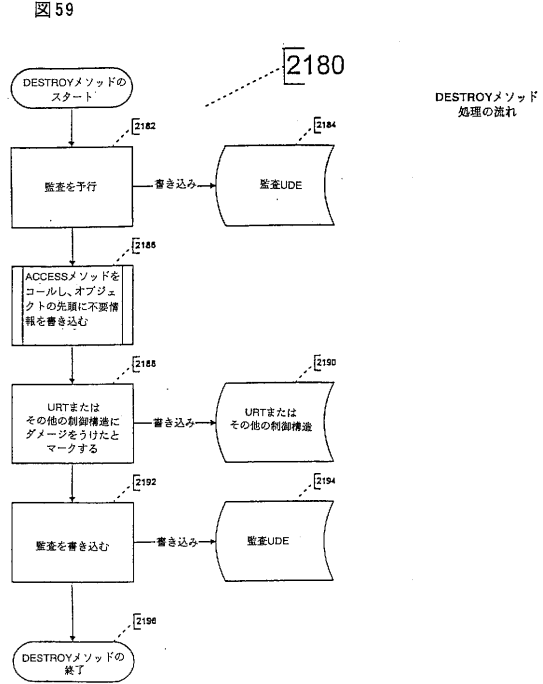 図59
2180
DESTROYメソッドの
スタート
DESTROYメソッド
処理の流れ
2182
監査を予行
書き込み
2184
監査UDE
2186
ACCESSメソッドを
コールし、オブジェ
クトの先頭に不要情
報を書き込む
2188
URTまたは
その他の制御構造に
ダメージをうけたと
マークする
書き込み
2190
URTまたは
その他の制御構造
2192
監査を書き込む
書き込み
2194
監査UDE
2196
DESTROYメソッドの
終了